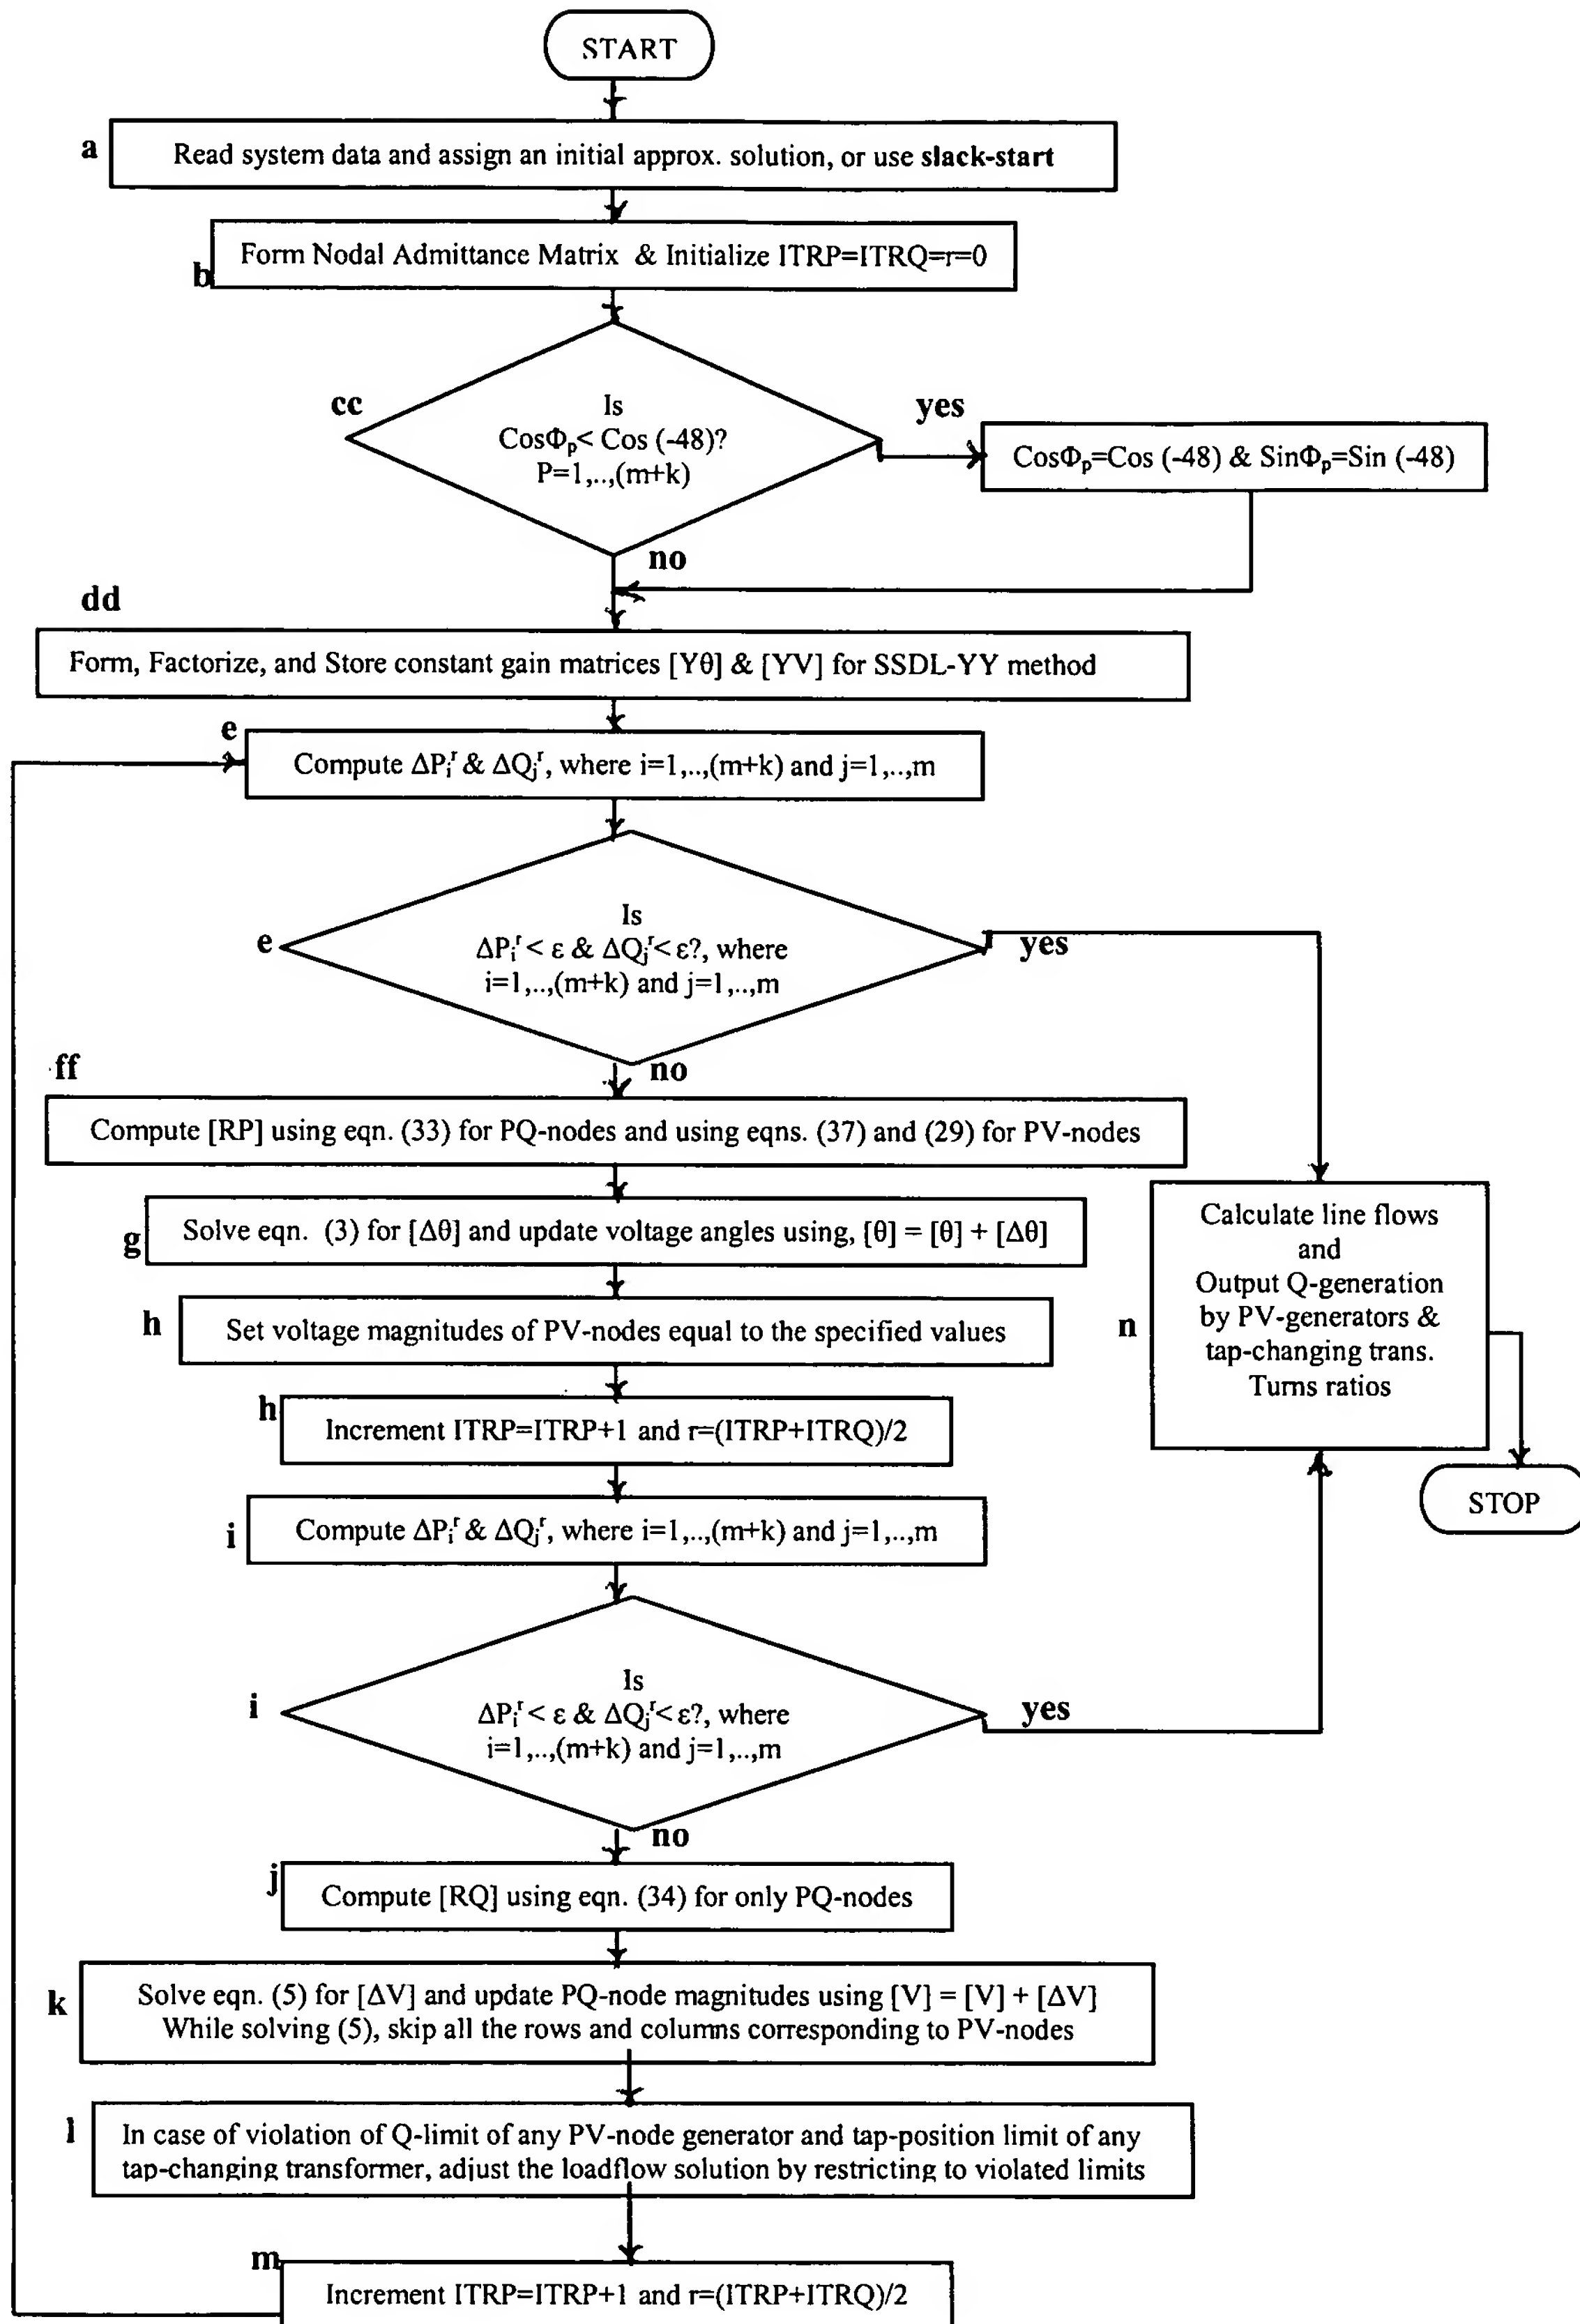 START
a
Read system data and assign an initial approx. solution, or use slack-start
b
Form Nodal Admittance Matrix & Initialize ITRP=ITRQ=r=0
cc
Is
CosΦp< Cos (-48)?
P=1,..,(m+k)
yes
CosΦp=Cos (-48) & SinΦp=Sin (-48)
no
dd
Form, Factorize, and Store constant gain matrices [Yθ] & [YV] for SSDL-YY method
e
Compute ΔPi^r & ΔQj^r, where i=1,..,(m+k) and j=1,..,m
e
Is
ΔPi^r < ε & ΔQj^r< ε?, where
i=1,..,(m+k) and j=1,..,m
yes
no
ff
Compute [RP] using eqn. (33) for PQ-nodes and using eqns. (37) and (29) for PV-nodes
g
Solve eqn. (3) for [Δθ] and update voltage angles using, [θ] = [θ] + [Δθ]
h
Set voltage magnitudes of PV-nodes equal to the specified values
h
Increment ITRP=ITRP+1 and r=(ITRP+ITRQ)/2
n
Calculate line flows
and
Output Q-generation
by PV-generators &
tap-changing trans.
Turns ratios
STOP
i
Compute ΔPi^r & ΔQj^r, where i=1,..,(m+k) and j=1,..,m
i
Is
ΔPi^r < ε & ΔQj^r< ε?, where
i=1,..,(m+k) and j=1,..,m
yes
no
j
Compute [RQ] using eqn. (34) for only PQ-nodes
k
Solve eqn. (5) for [ΔV] and update PQ-node magnitudes using [V] = [V] + [ΔV]
While solving (5), skip all the rows and columns corresponding to PV-nodes
l
In case of violation of Q-limit of any PV-node generator and tap-position limit of any
tap-changing transformer, adjust the loadflow solution by restricting to violated limits
m
Increment ITRP=ITRP+1 and r=(ITRP+ITRQ)/2